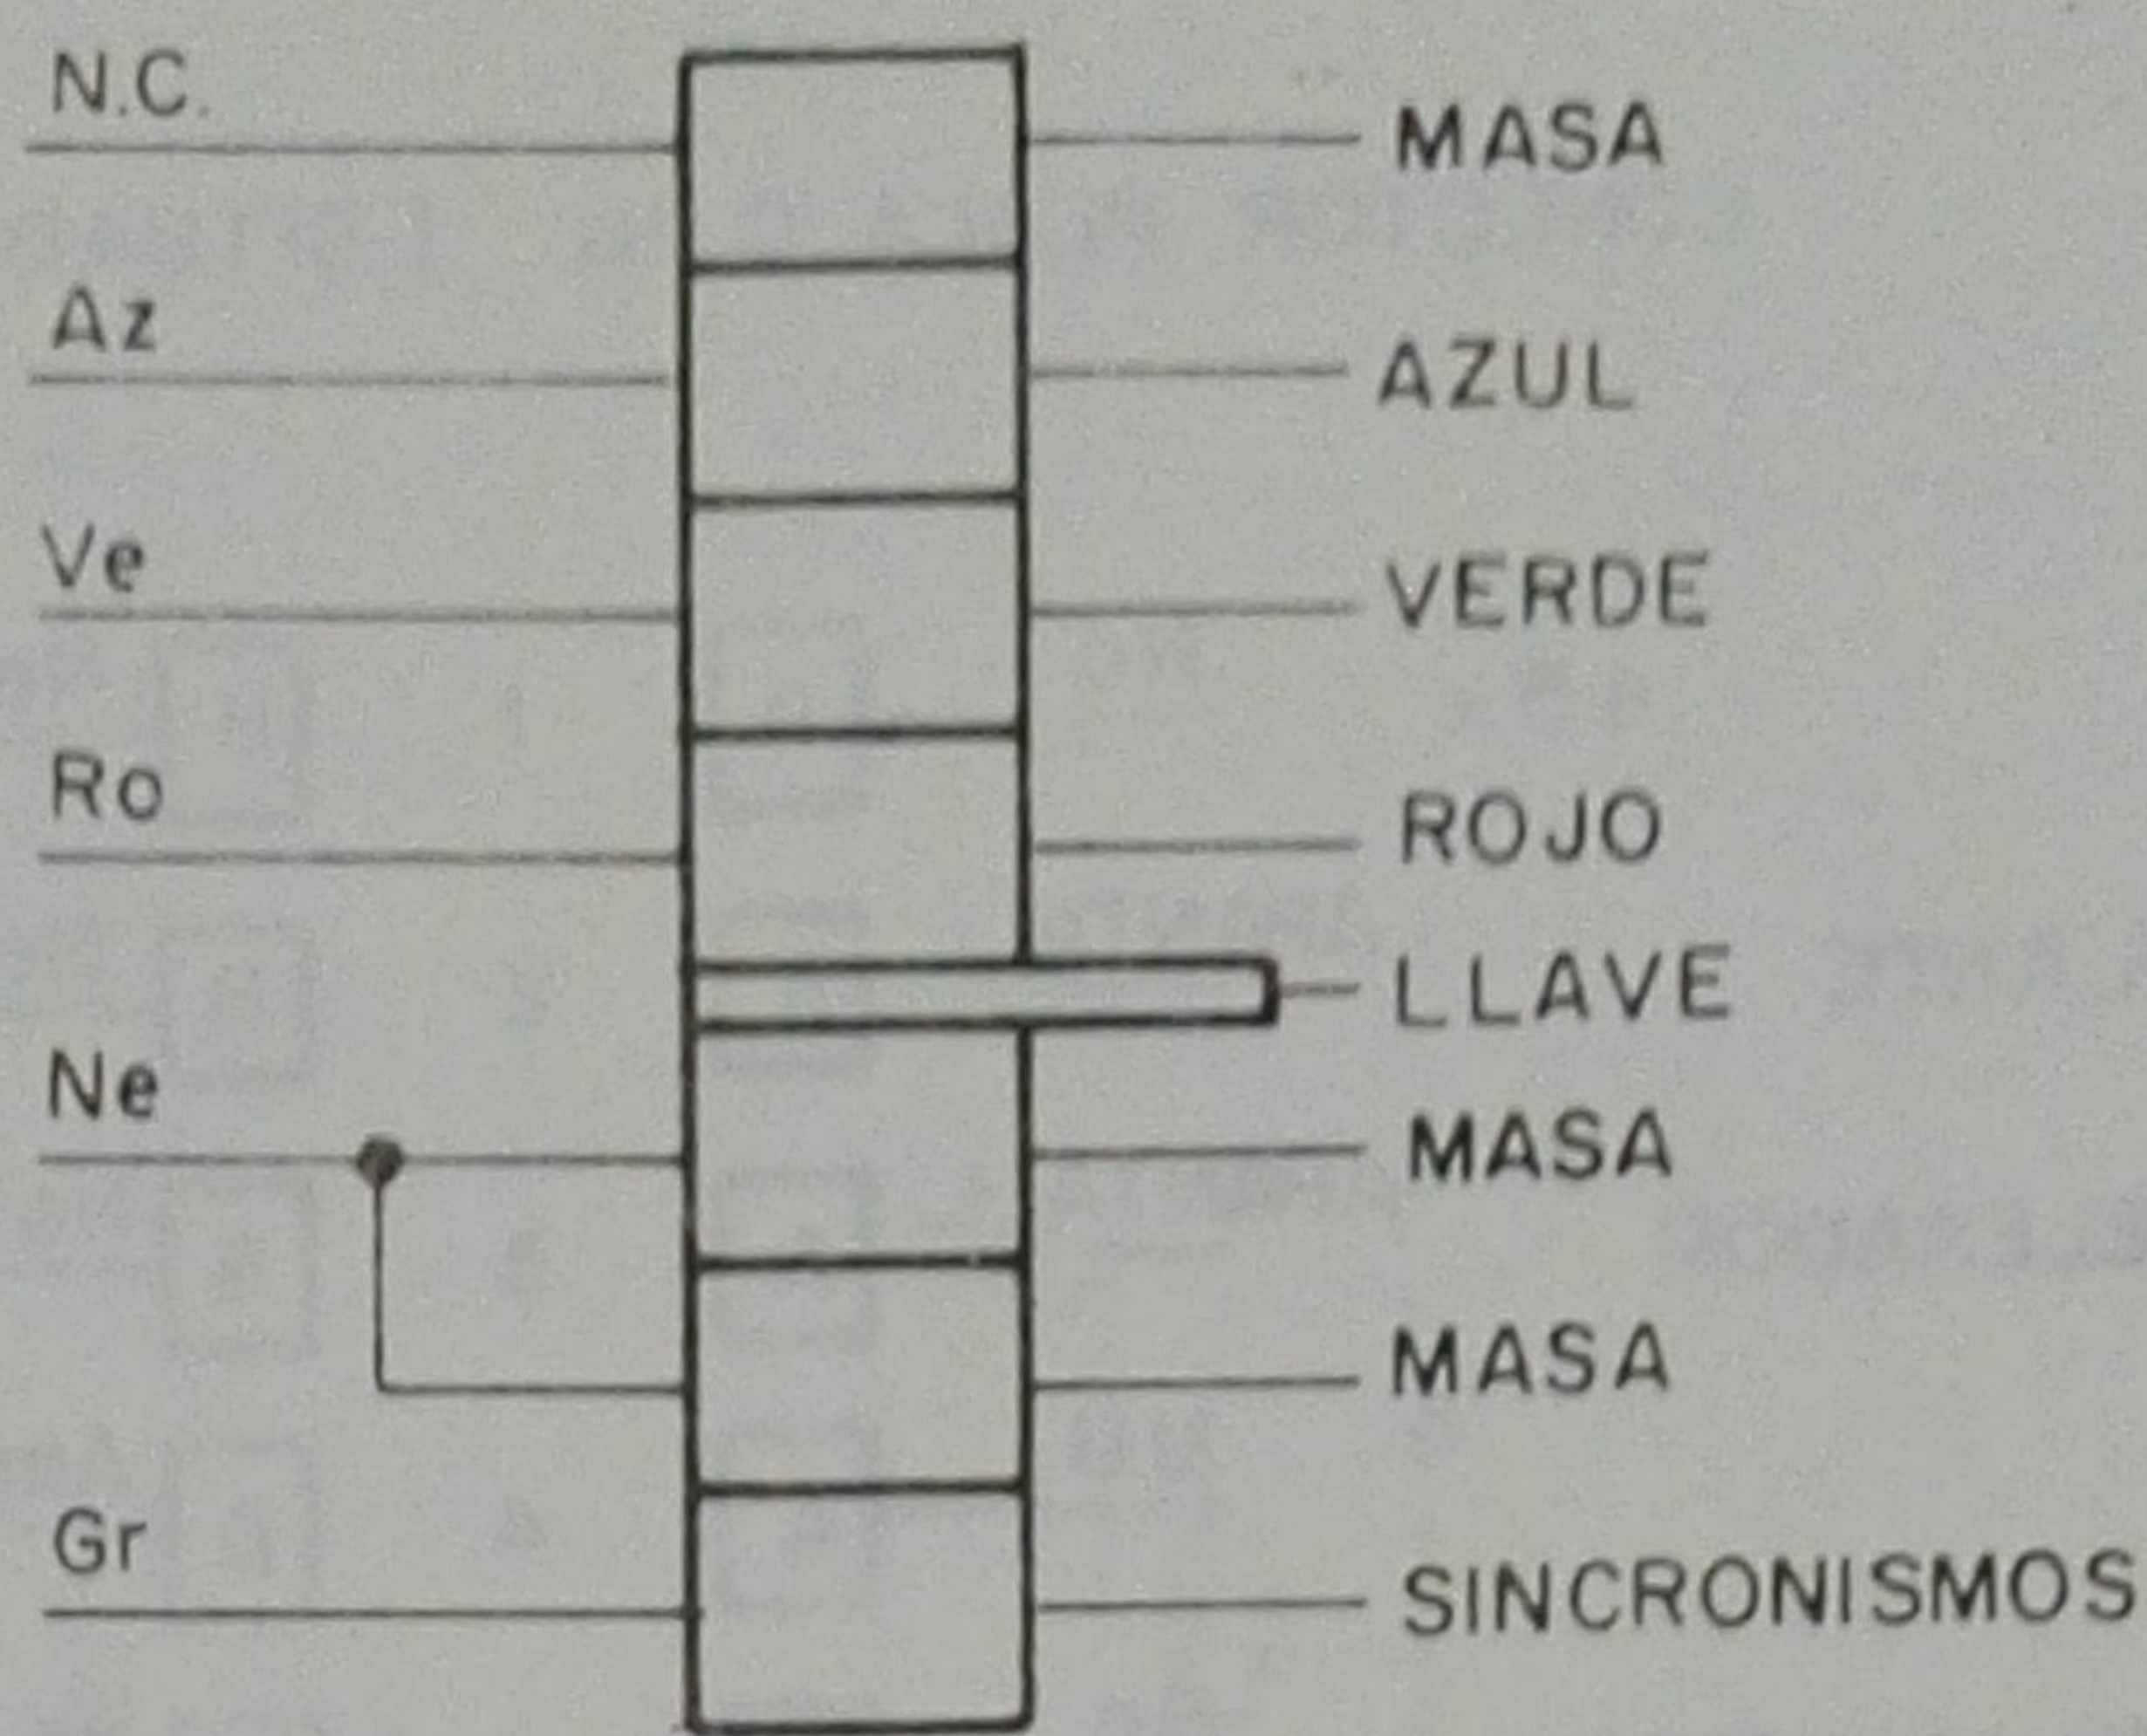 N.C. MASA
Az AZUL
Ve VERDE
Ro ROJO
LLAVE
Ne MASA
MASA
Gr SINCRONISMOS